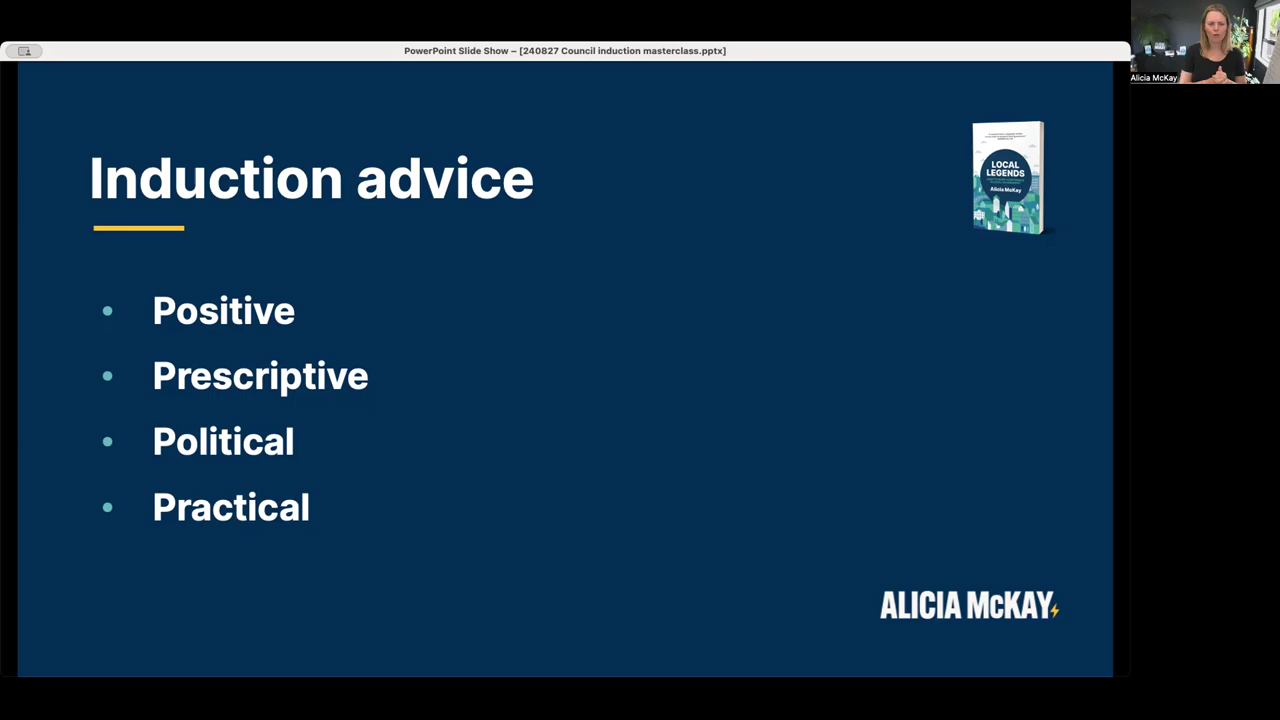 PowerPoint Slide Show – [240827 Council induction masterclass.pptx]
Alicia McKay
Induction advice
LOCAL
LEGENDS
Alicia McKay
• Positive
• Prescriptive
• Political
• Practical
ALICIA McKAY